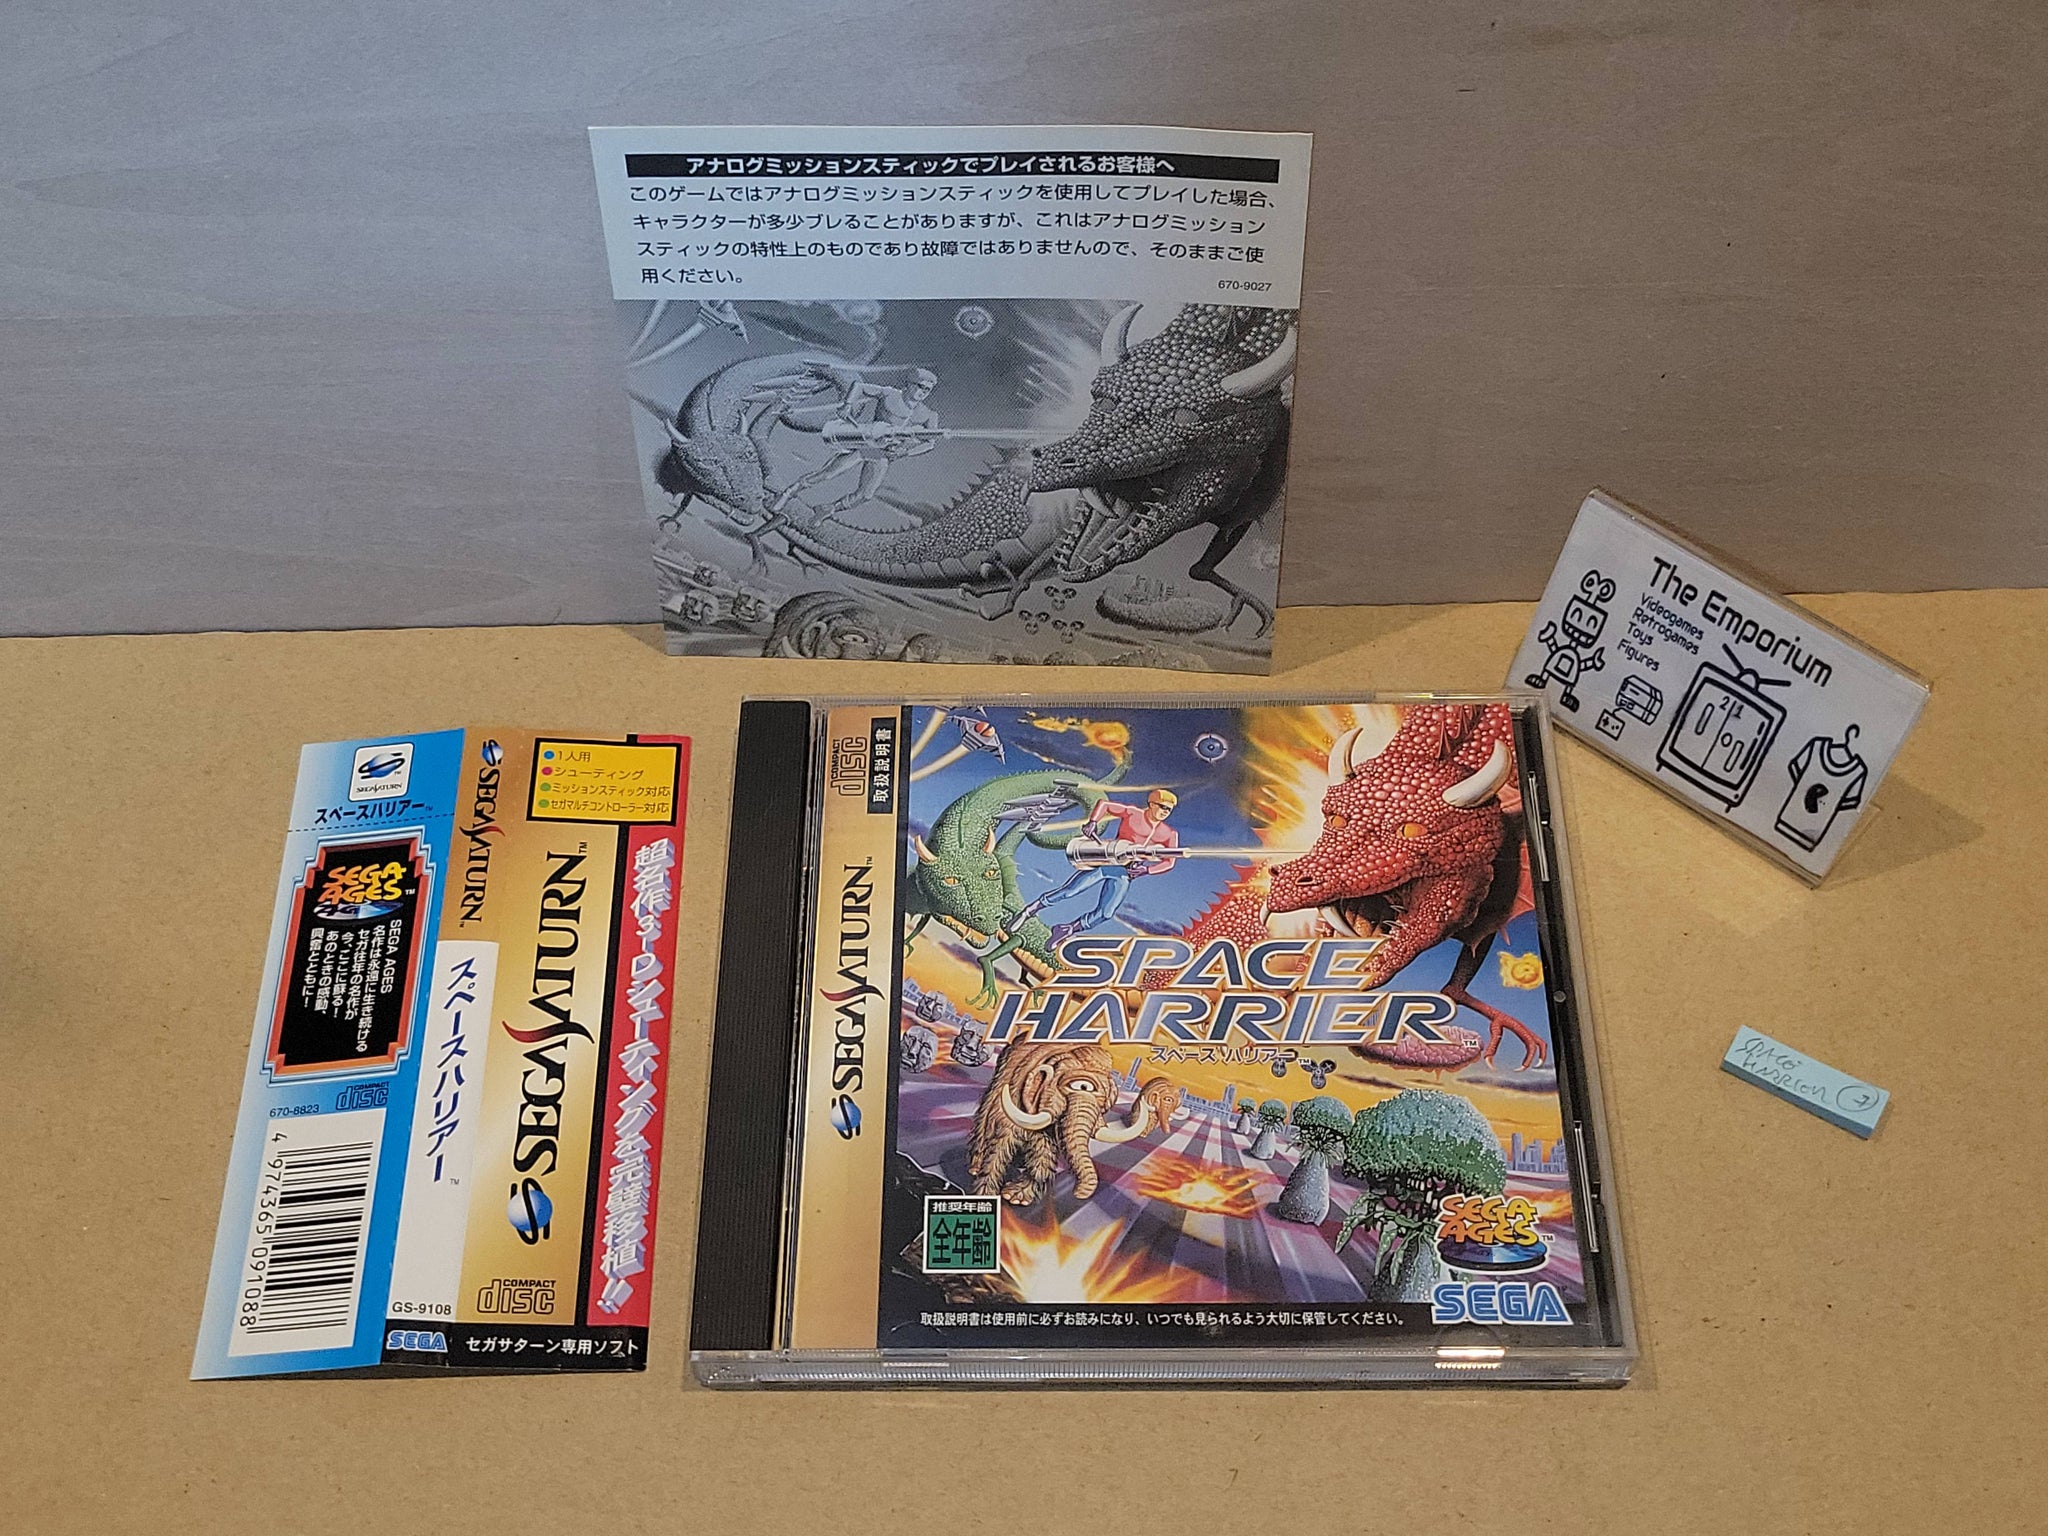 アナログミッションスティックでプレイされるお客様へ
このゲームではアナログミッションスティックを使用してプレイした場合、
キャラクターが多少ブレることがありますが、これはアナログミッション
スティックの特性上のものであり故障ではありませんので、そのままご使
用ください。
670-9027
The Emporium
Videogames
Retrogames
Toys
Figures
21
SEGA SATURN™
スペースハリアー™
SEGA AGES™
SEGA AGES
名作は永遠に生き続ける
セガ往年の名作が
今、ここに蘇る!
あのときの感動、
興奮とともに!
670-8823
COMPACT disc
4 974365 091088
SEGA SATURN™
スペースハリアー™
GS-9108
SEGA
1人用
シューティング
ミッションスティック対応
セガマルチコントローラー対応
SEGA SATURN™
COMPACT disc
超名作3-Dシューティングを完璧移植!!
セガサターン専用ソフト
COMPACT disc
取扱説明書
SEGA SATURN™
SPACE
HARRIER™
スペースハリアー™
推奨年齢
全年齢
SEGA AGES™
SEGA
取扱説明書は使用前に必ずお読みになり、いつでも見られるよう大切に保管してください。
SPACE
HARRIER 7